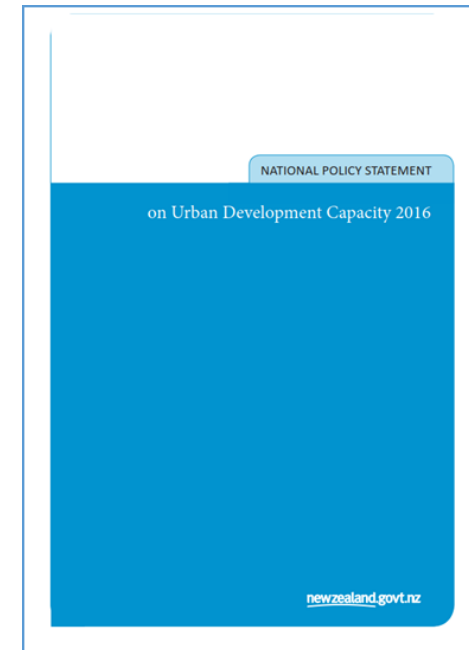 NATIONAL POLICY STATEMENT
on Urban Development Capacity 2016
newzealand.govt.nz